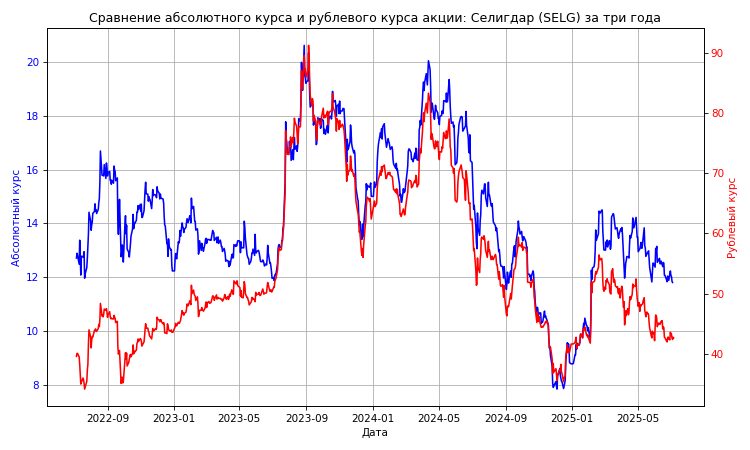 Сравнение абсолютного курса и рублевого курса акции: Селигдар (SELG) за три года
Абсолютный курс
20
18
16
14
12
10
8
90
80
70
60
50
40
Рублевый курс
2022-09 2023-01 2023-05 2023-09 2024-01 2024-05 2024-09 2025-01 2025-05
Дата